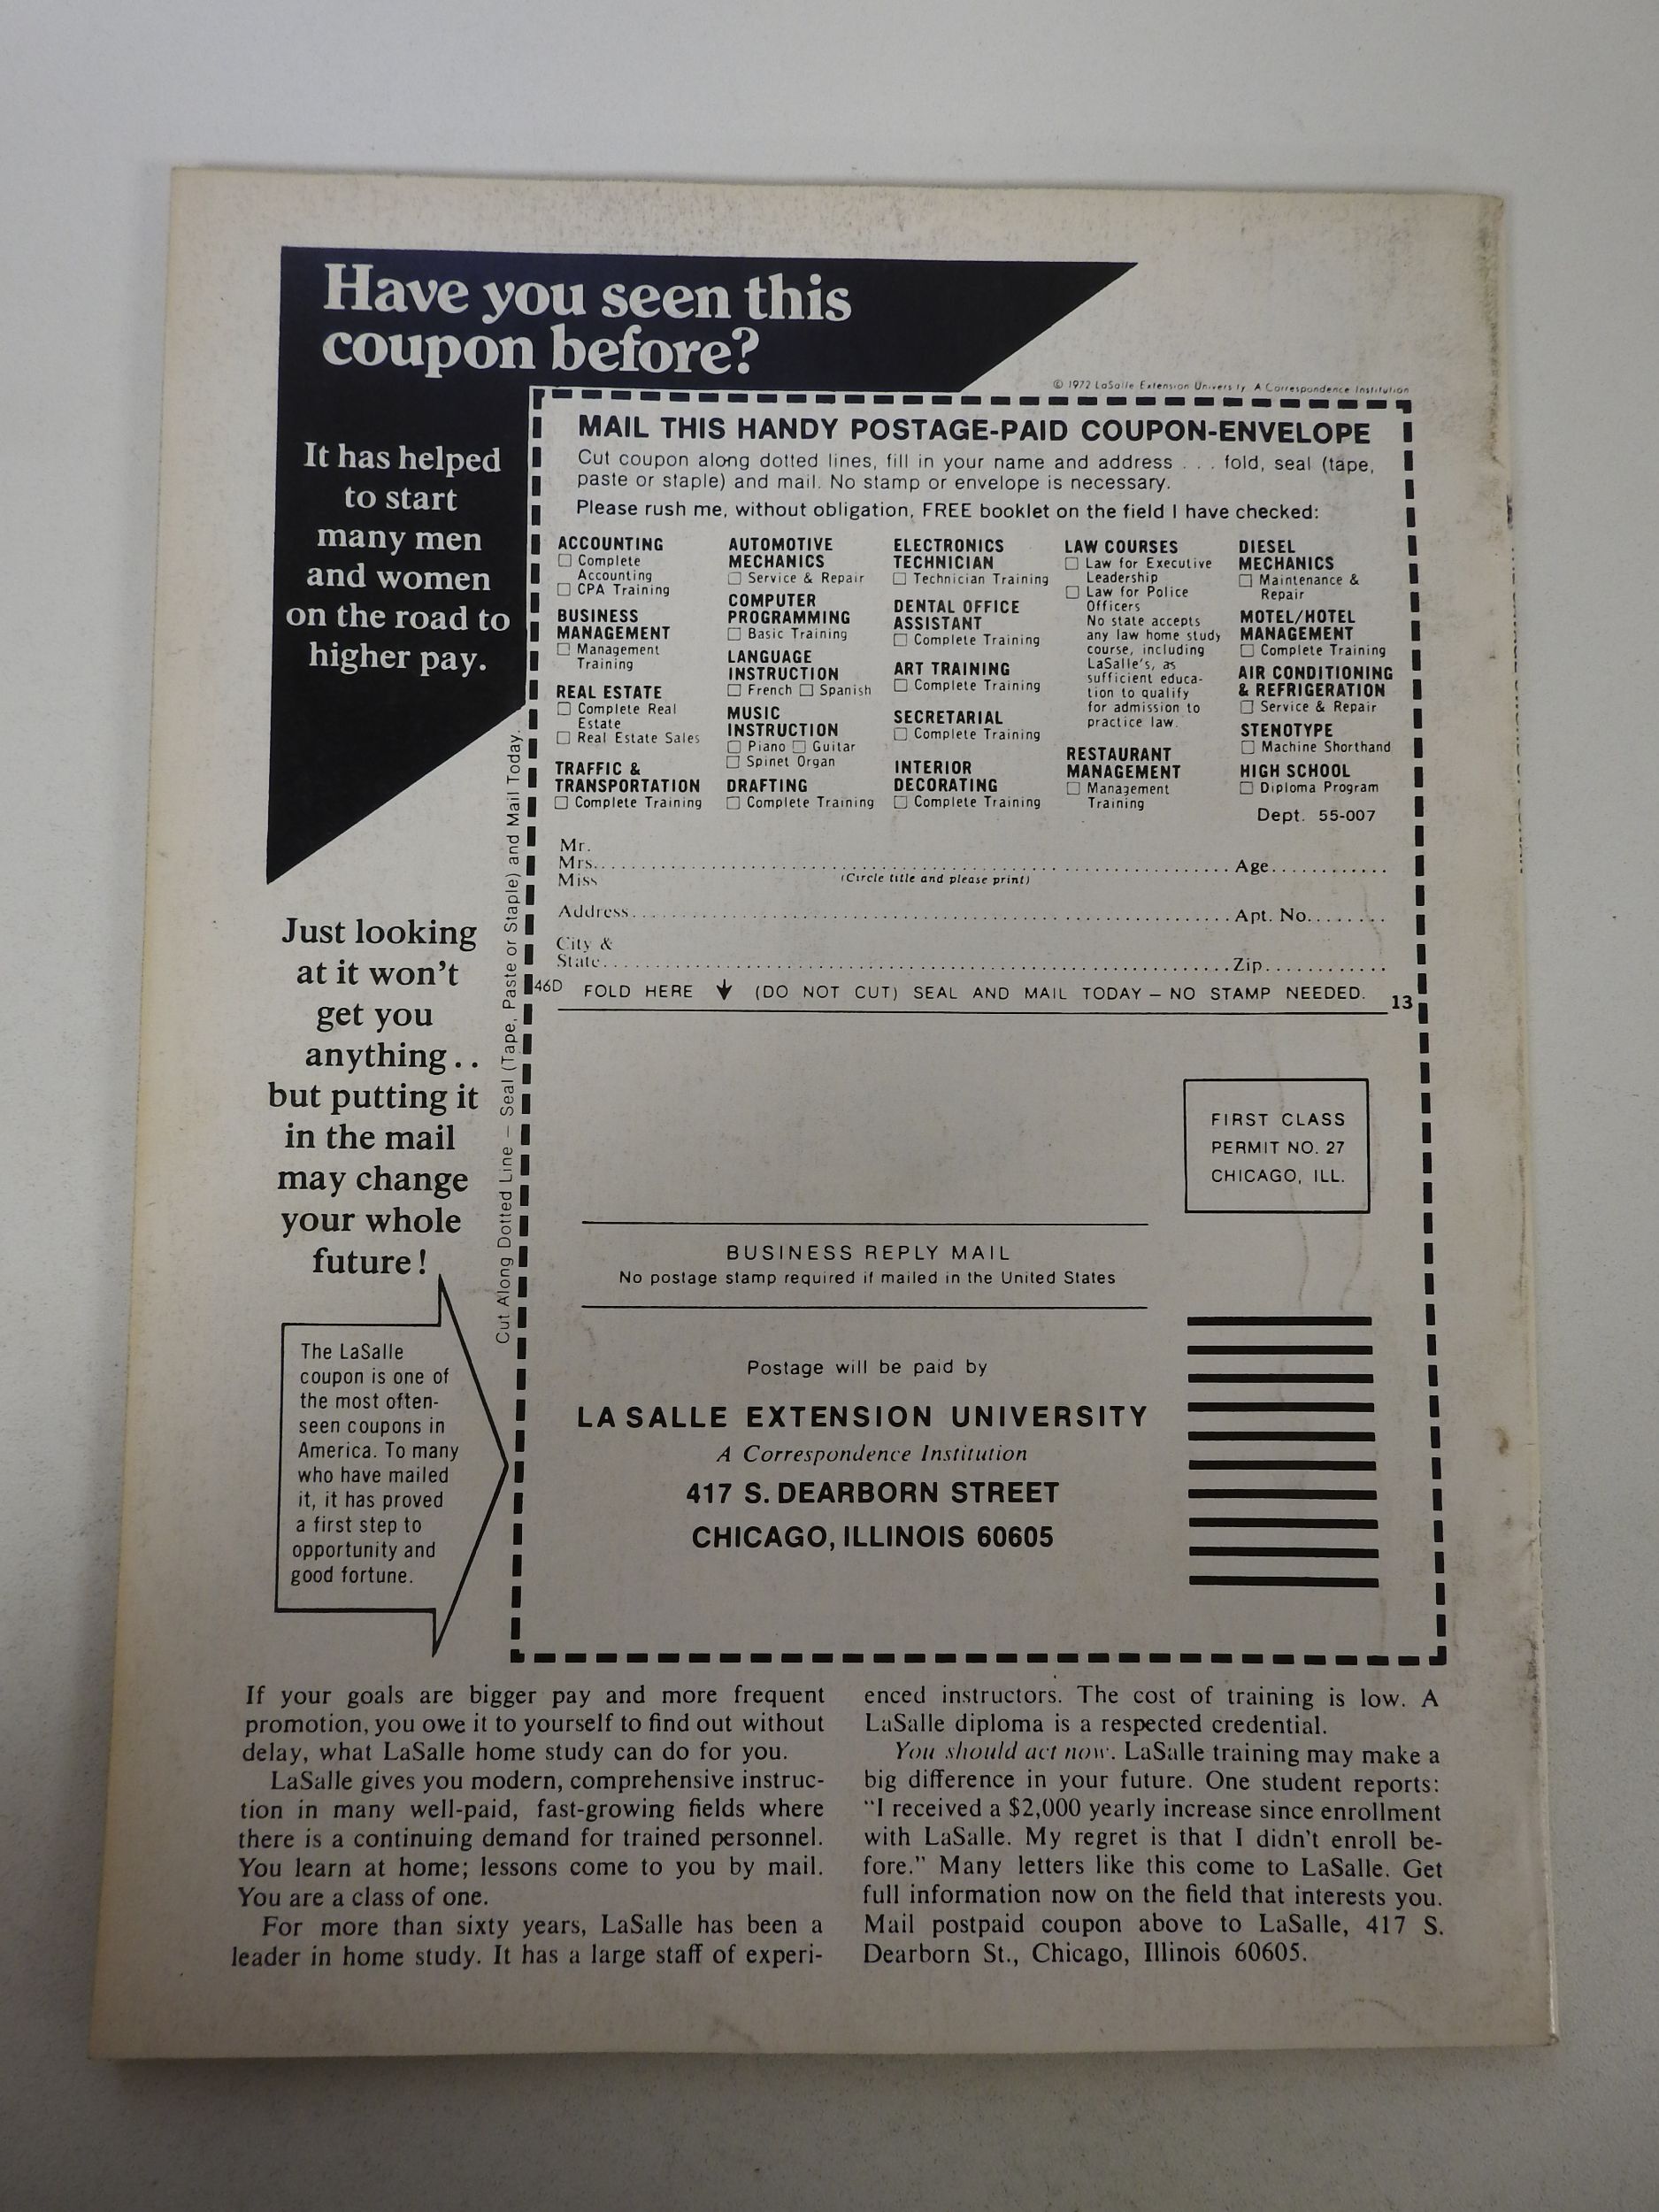 Have you seen this
coupon before?
It has helped
to start
many men
and women
on the road to
higher pay.
Just looking
at it won't
get you
anything . .
but putting it
in the mail
may change
your whole
future!
The LaSalle
coupon is one of
the most often-
seen coupons in
America. To many
who have mailed
it, it has proved
a first step to
opportunity and
good fortune.
Cut Along Dotted Line – Seal (Tape, Paste or Staple) and Mail Today.
© 1972 LaSalle Extension University A Correspondence Institution
MAIL THIS HANDY POSTAGE-PAID COUPON-ENVELOPE
Cut coupon along dotted lines, fill in your name and address . . . fold, seal (tape,
paste or staple) and mail. No stamp or envelope is necessary.
Please rush me, without obligation, FREE booklet on the field I have checked:
ACCOUNTING
☐ Complete
Accounting
☐ CPA Training
BUSINESS
MANAGEMENT
☐ Management
Training
REAL ESTATE
☐ Complete Real
Estate
☐ Real Estate Sales
TRAFFIC &
TRANSPORTATION
☐ Complete Training
AUTOMOTIVE
MECHANICS
☐ Service & Repair
COMPUTER
PROGRAMMING
☐ Basic Training
LANGUAGE
INSTRUCTION
☐ French ☐ Spanish
MUSIC
INSTRUCTION
☐ Piano ☐ Guitar
☐ Spinet Organ
DRAFTING
☐ Complete Training
ELECTRONICS
TECHNICIAN
☐ Technician Training
DENTAL OFFICE
ASSISTANT
☐ Complete Training
ART TRAINING
☐ Complete Training
SECRETARIAL
☐ Complete Training
INTERIOR
DECORATING
☐ Complete Training
LAW COURSES
☐ Law for Executive
Leadership
☐ Law for Police
Officers
No state accepts
any law home study
course, including
LaSalle's, as
sufficient educa-
tion to qualify
for admission to
practice law.
RESTAURANT
MANAGEMENT
☐ Management
Training
DIESEL
MECHANICS
☐ Maintenance &
Repair
MOTEL/HOTEL
MANAGEMENT
☐ Complete Training
AIR CONDITIONING
& REFRIGERATION
☐ Service & Repair
STENOTYPE
☐ Machine Shorthand
HIGH SCHOOL
☐ Diploma Program
Dept. 55-007
Mr.
Mrs. Age
Miss (Circle title and please print)
Address Apt. No.
City &
State Zip
46D FOLD HERE ↓ (DO NOT CUT) SEAL AND MAIL TODAY – NO STAMP NEEDED. 13
FIRST CLASS
PERMIT NO. 27
CHICAGO, ILL.
BUSINESS REPLY MAIL
No postage stamp required if mailed in the United States
Postage will be paid by
LA SALLE EXTENSION UNIVERSITY
A Correspondence Institution
417 S. DEARBORN STREET
CHICAGO, ILLINOIS 60605
If your goals are bigger pay and more frequent
promotion, you owe it to yourself to find out without
delay, what LaSalle home study can do for you.
LaSalle gives you modern, comprehensive instruc-
tion in many well-paid, fast-growing fields where
there is a continuing demand for trained personnel.
You learn at home; lessons come to you by mail.
You are a class of one.
For more than sixty years, LaSalle has been a
leader in home study. It has a large staff of experi-
enced instructors. The cost of training is low. A
LaSalle diploma is a respected credential.
You should act now. LaSalle training may make a
big difference in your future. One student reports:
"I received a $2,000 yearly increase since enrollment
with LaSalle. My regret is that I didn't enroll be-
fore." Many letters like this come to LaSalle. Get
full information now on the field that interests you.
Mail postpaid coupon above to LaSalle, 417 S.
Dearborn St., Chicago, Illinois 60605.